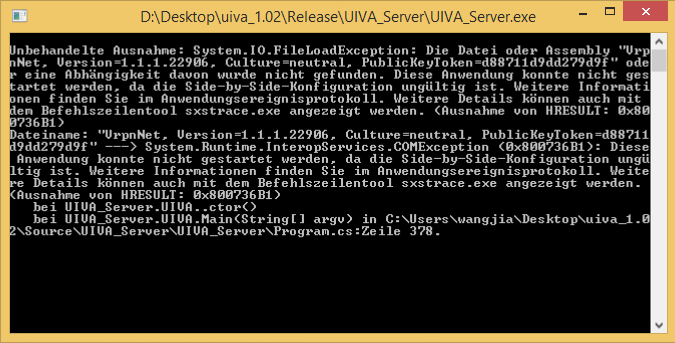 D:\Desktop\uiva_1.02\Release\UIVA_Server\UIVA_Server.exe
Unbehandelte Ausnahme: System.IO.FileLoadException: Die Datei oder Assembly "Vrp
nNet, Version=1.1.1.22906, Culture=neutral, PublicKeyToken=d88711d9dd279d9f" ode
r eine Abhängigkeit davon wurde nicht gefunden. Diese Anwendung konnte nicht ges
tartet werden, da die Side-by-Side-Konfiguration ungültig ist. Weitere Informati
onen finden Sie im Anwendungsereignisprotokoll. Weitere Details können auch mit
dem Befehlszeilentool sxstrace.exe angezeigt werden. (Ausnahme von HRESULT: 0x80
0736B1)
Dateiname: "VrpnNet, Version=1.1.1.22906, Culture=neutral, PublicKeyToken=d88711
d9dd279d9f" ---> System.Runtime.InteropServices.COMException (0x800736B1): Diese
Anwendung konnte nicht gestartet werden, da die Side-by-Side-Konfiguration ungü
ltig ist. Weitere Informationen finden Sie im Anwendungsereignisprotokoll. Weite
re Details können auch mit dem Befehlszeilentool sxstrace.exe angezeigt werden.
(Ausnahme von HRESULT: 0x800736B1)
bei UIVA_Server.UIVA..ctor()
bei UIVA_Server.UIVA.Main(String[] argv) in C:\Users\wangjia\Desktop\uiva_1.0
2\Source\UIVA_Server\UIVA_Server\Program.cs:Zeile 378.